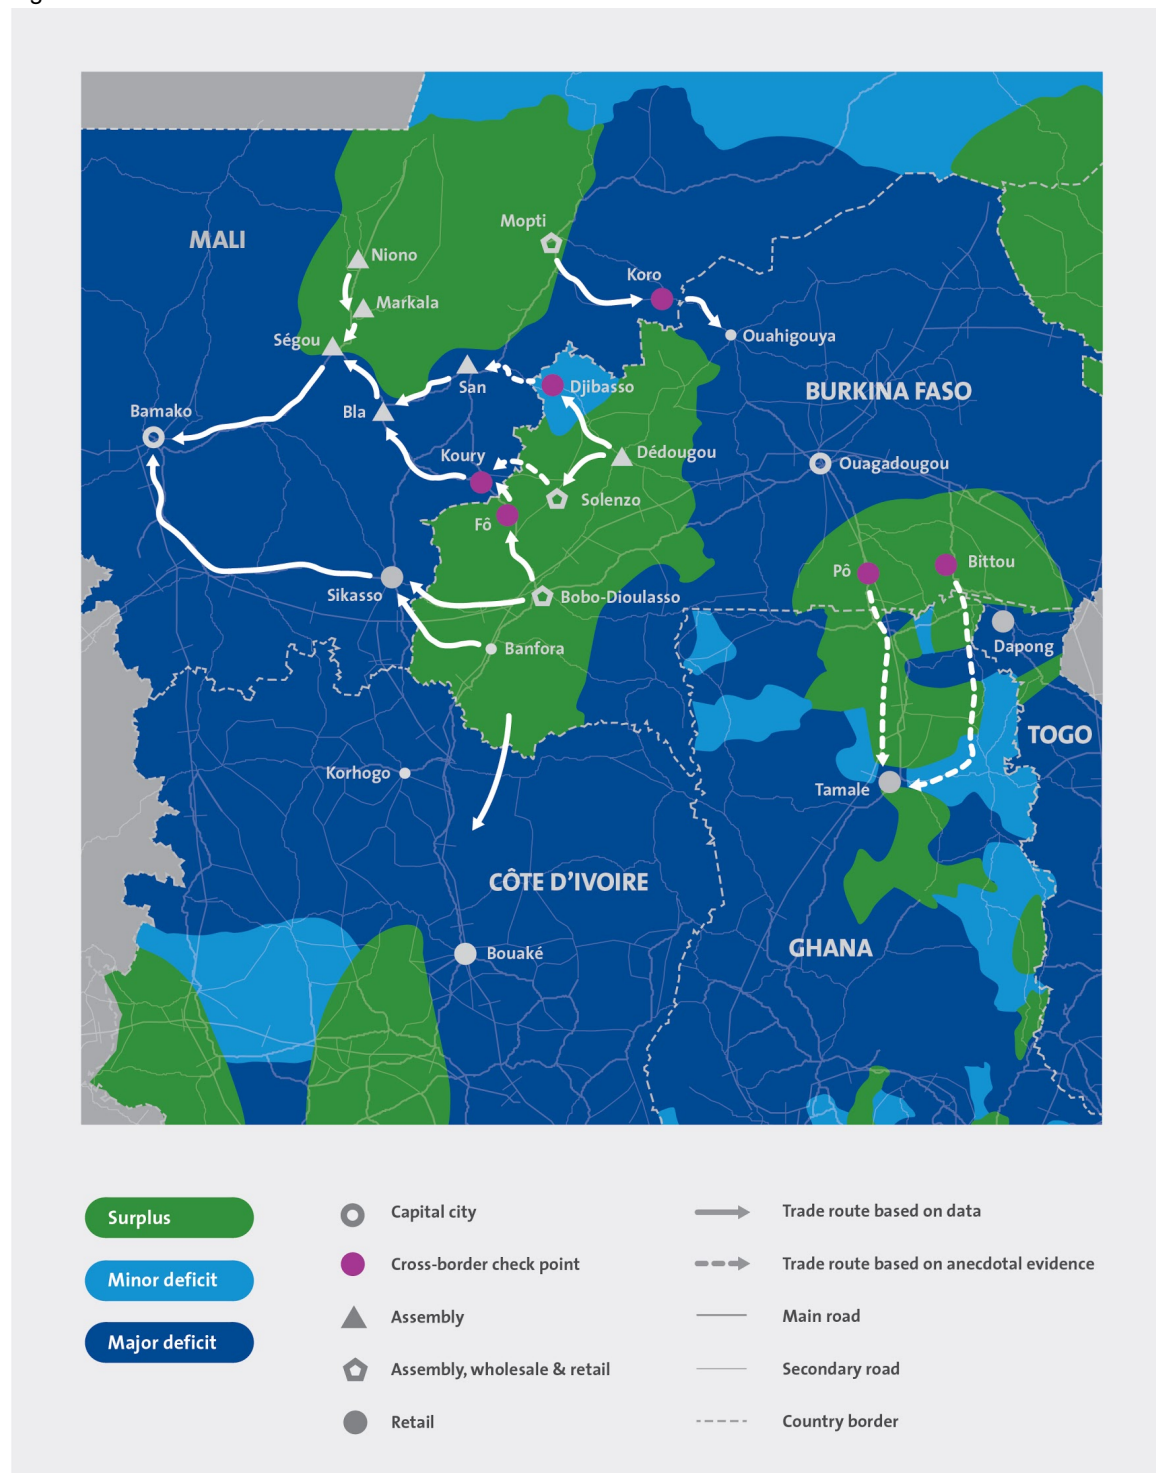 Mopti
MALI
Niono
Koro
Markala
Ségou
Ouahigouya
San
Djibasso
BURKINA FASO
Bamako
Bla
Koury
Dédougou
Ouagadougou
Solenzo
Fô
Pô
Bittou
Sikasso
Bobo-Dioulasso
Banfora
Dapong
TOGO
Korhogo
Tamale
CÔTE D'IVOIRE
GHANA
Bouaké
Surplus
Minor deficit
Major deficit
Capital city
Cross-border check point
Assembly
Assembly, wholesale & retail
Retail
Trade route based on data
Trade route based on anecdotal evidence
Main road
Secondary road
Country border